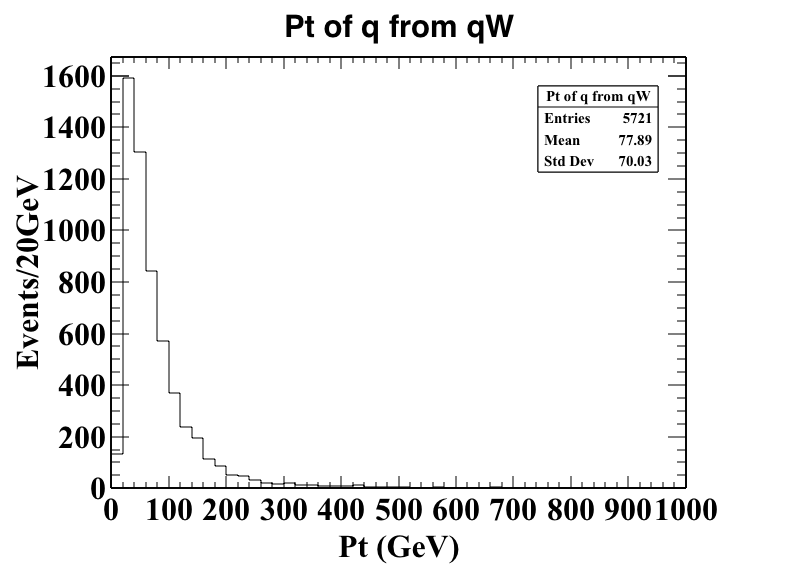 Pt of q from qW
Pt of q from qW
Entries 5721
Mean 77.89
Std Dev 70.03
Events/20GeV
1600
1400
1200
1000
800
600
400
200
0
0 100 200 300 400 500 600 700 800 900 1000
Pt (GeV)